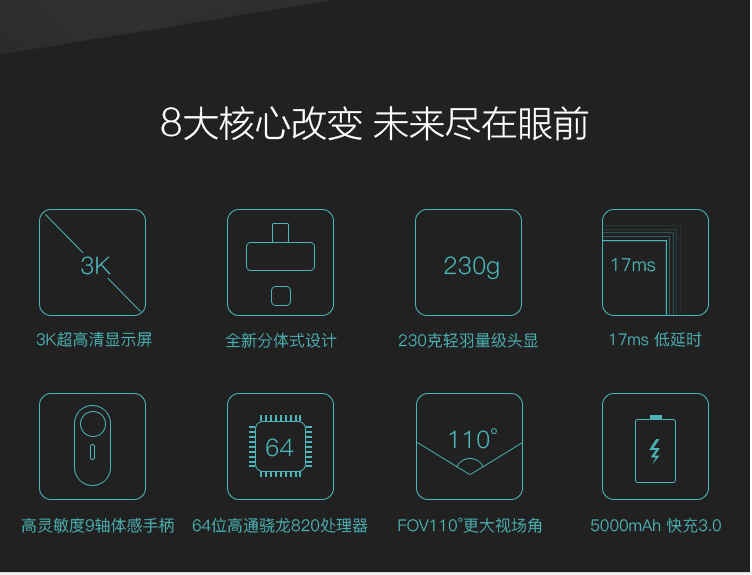 8大核心改变 未来尽在眼前
3K
230g
17ms
3K超高清显示屏
全新分体式设计
230克轻羽量级头显
17ms 低延时
64
110°
高灵敏度9轴体感手柄
64位高通骁龙820处理器
FOV110°更大视场角
5000mAh 快充3.0